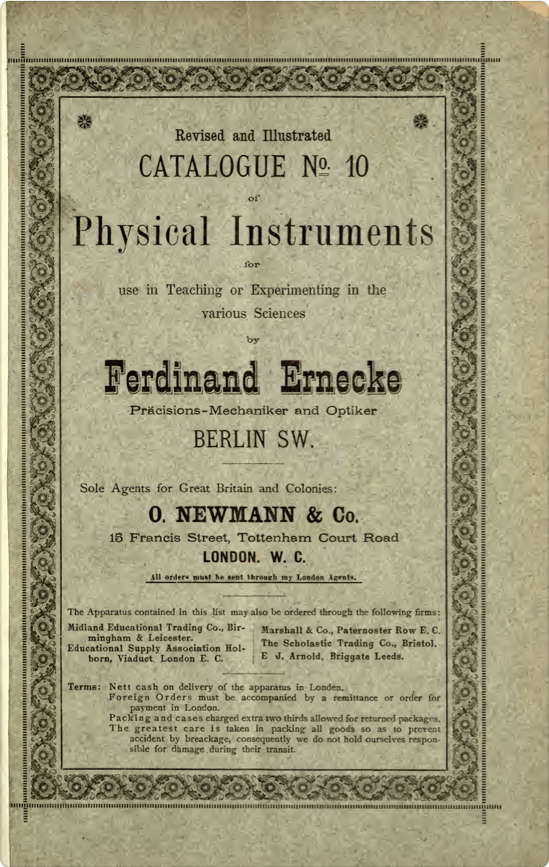 Revised and Illustrated
CATALOGUE No. 10
of
Physical Instruments
for
use in Teaching or Experimenting in the
various Sciences
by
Ferdinand Ernecke
Präcisions-Mechaniker and Optiker
BERLIN SW.
Sole Agents for Great Britain and Colonies:
O. NEWMANN & Co.
15 Francis Street, Tottenham Court Road
LONDON. W. C.
All orders must be sent through my London Agents.
The Apparatus contained in this list may also be ordered through the following firms:
Midland Educational Trading Co., Bir-
mingham & Leicester.
Educational Supply Association Hol-
born, Viaduct London E. C.
Marshall & Co., Paternoster Row E. C.
The Scholastic Trading Co., Bristol.
E J. Arnold, Briggate Leeds.
Terms: Nett cash on delivery of the apparatus in Londen.
Foreign Orders must be accompanied by a remittance or order for
payment in London.
Packing and cases charged extra two thirds allowed for returned packages.
The greatest care is taken in packing all goods so as to prevent
accident by breackage, consequently we do not hold ourselves respon-
sible for damage during their transit.